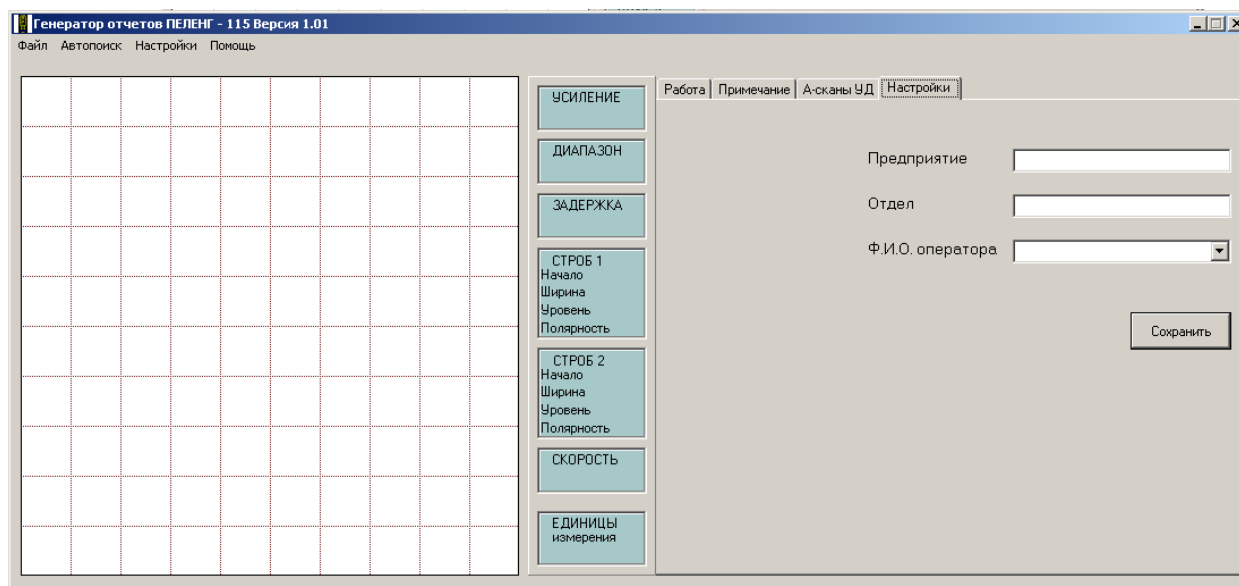 Генератор отчетов ПЕЛЕНГ - 115 Версия 1.01
Файл Автопоиск Настройки Помощь
УСИЛЕНИЕ
ДИАПАЗОН
ЗАДЕРЖКА
СТРОБ 1
Начало
Ширина
Уровень
Полярность
СТРОБ 2
Начало
Ширина
Уровень
Полярность
СКОРОСТЬ
ЕДИНИЦЫ
измерения
Работа Примечание А-сканы УД Настройки
Предприятие
Отдел
Ф.И.О. оператора
Сохранить